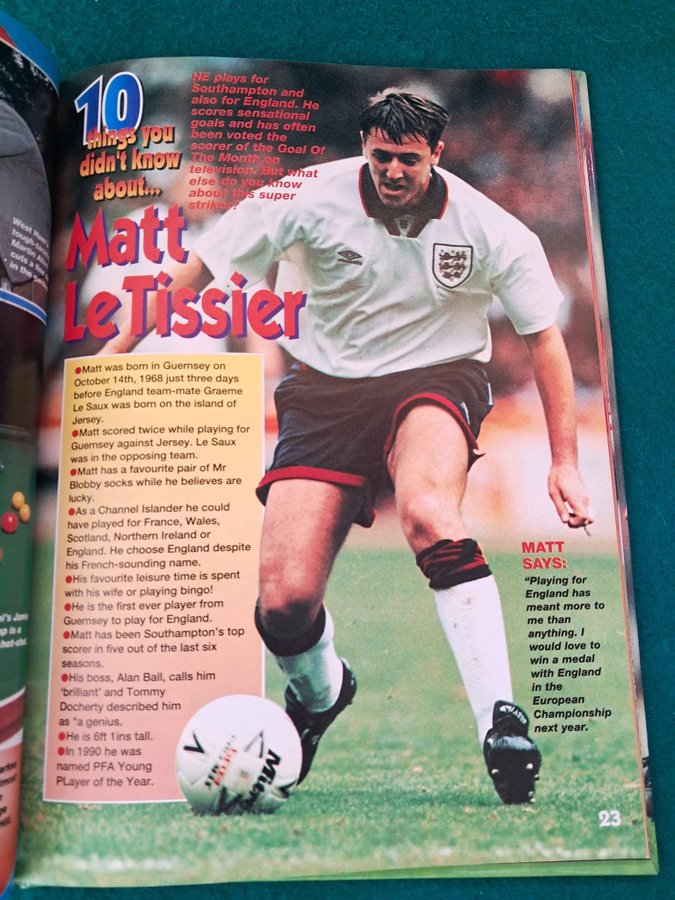 10
things you
didn't know
about...
Matt
Le Tissier
HE plays for
Southampton and
also for England. He
scores sensational
goals and has often
been voted the
scorer of the Goal Of
The Month on
television. But what
else do you know
about this super
striker?
●Matt was born in Guernsey on
October 14th, 1968 just three days
before England team-mate Graeme
Le Saux was born on the island of
Jersey.
●Matt scored twice while playing for
Guernsey against Jersey. Le Saux
was in the opposing team.
●Matt has a favourite pair of Mr
Blobby socks while he believes are
lucky.
●As a Channel Islander he could
have played for France, Wales,
Scotland, Northern Ireland or
England. He choose England despite
his French-sounding name.
●His favourite leisure time is spent
with his wife or playing bingo!
●He is the first ever player from
Guernsey to play for England.
●Matt has been Southampton's top
scorer in five out of the last six
seasons.
●His boss, Alan Ball, calls him
'brilliant' and Tommy
Docherty described him
as "a genius.
●He is 6ft 1ins tall.
●In 1990 he was
named PFA Young
PLayer of the Year.
MATT
SAYS:
"Playing for
England has
meant more to
me than
anything. I
would love to
win a medal
with England
in the
European
Championship
next year.
umbro
Mitre
23
West
tough-
Martin
cuts a
in the
hot-shot